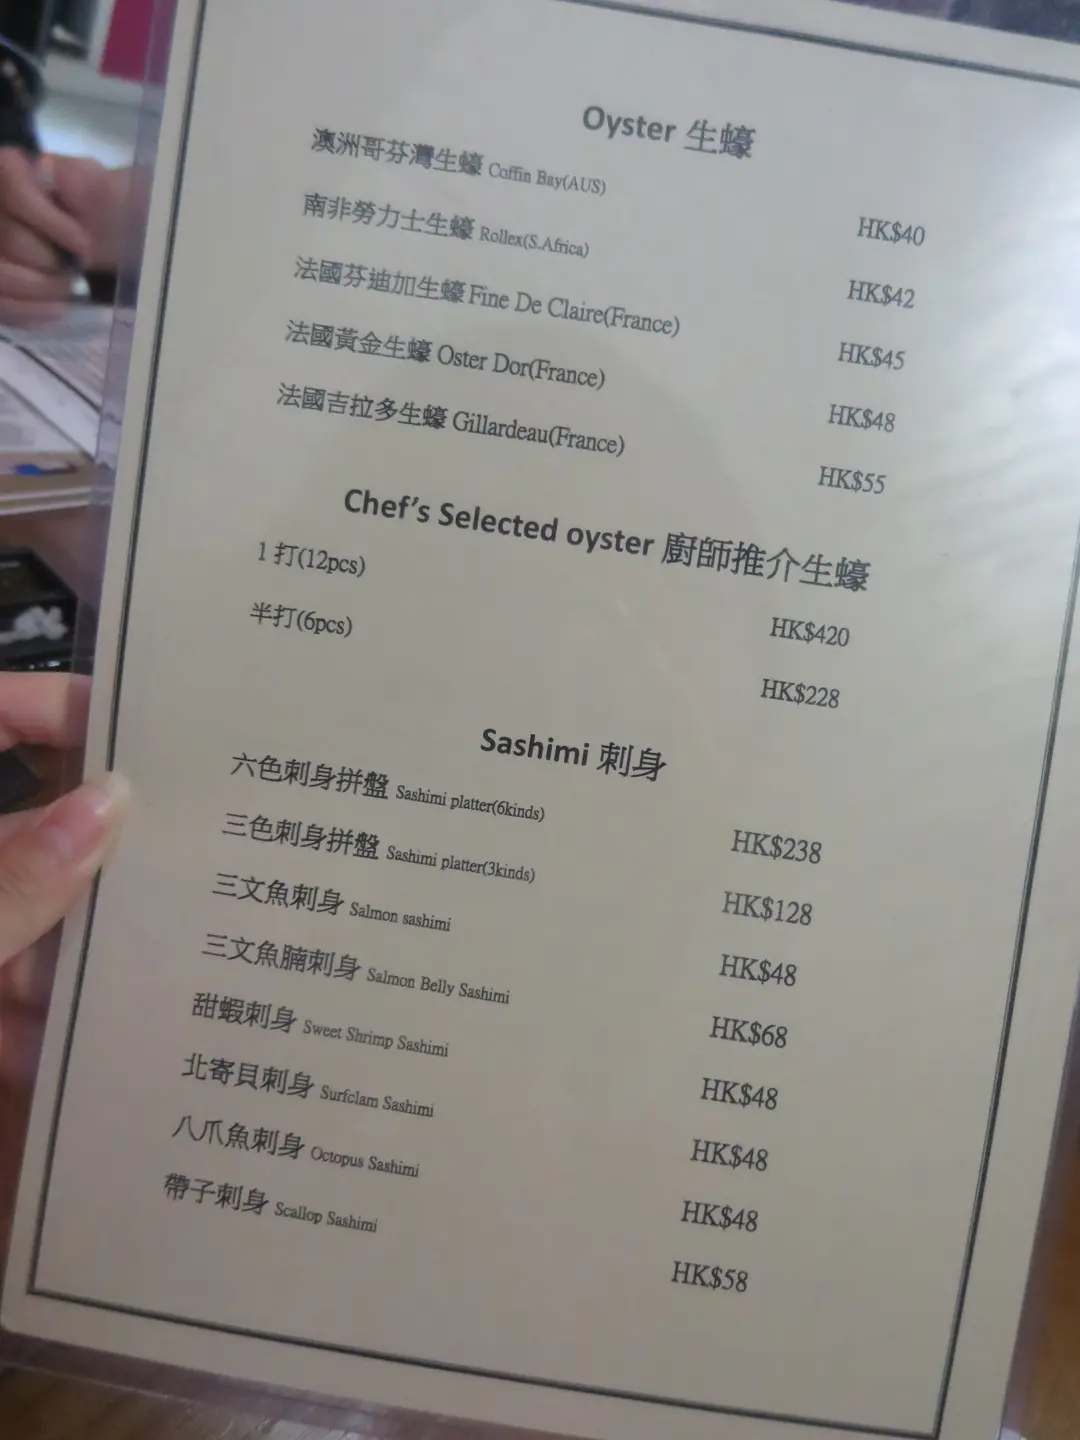 Oyster 生蠔
澳洲哥芬灣生蠔 Coffin Bay(AUS) HK$40
南非勞力士生蠔 Rollex(S.Africa) HK$42
法國芬迪加生蠔 Fine De Claire(France) HK$45
法國黃金生蠔 Oster Dor(France) HK$48
法國吉拉多生蠔 Gillardeau(France) HK$55
Chef's Selected oyster 廚師推介生蠔
1 打(12pcs) HK$420
半打(6pcs) HK$228
Sashimi 刺身
六色刺身拼盤 Sashimi platter(6kinds) HK$238
三色刺身拼盤 Sashimi platter(3kinds) HK$128
三文魚刺身 Salmon sashimi HK$48
三文魚腩刺身 Salmon Belly Sashimi HK$68
甜蝦刺身 Sweet Shrimp Sashimi HK$48
北寄貝刺身 Surfclam Sashimi HK$48
八爪魚刺身 Octopus Sashimi HK$48
帶子刺身 Scallop Sashimi HK$58